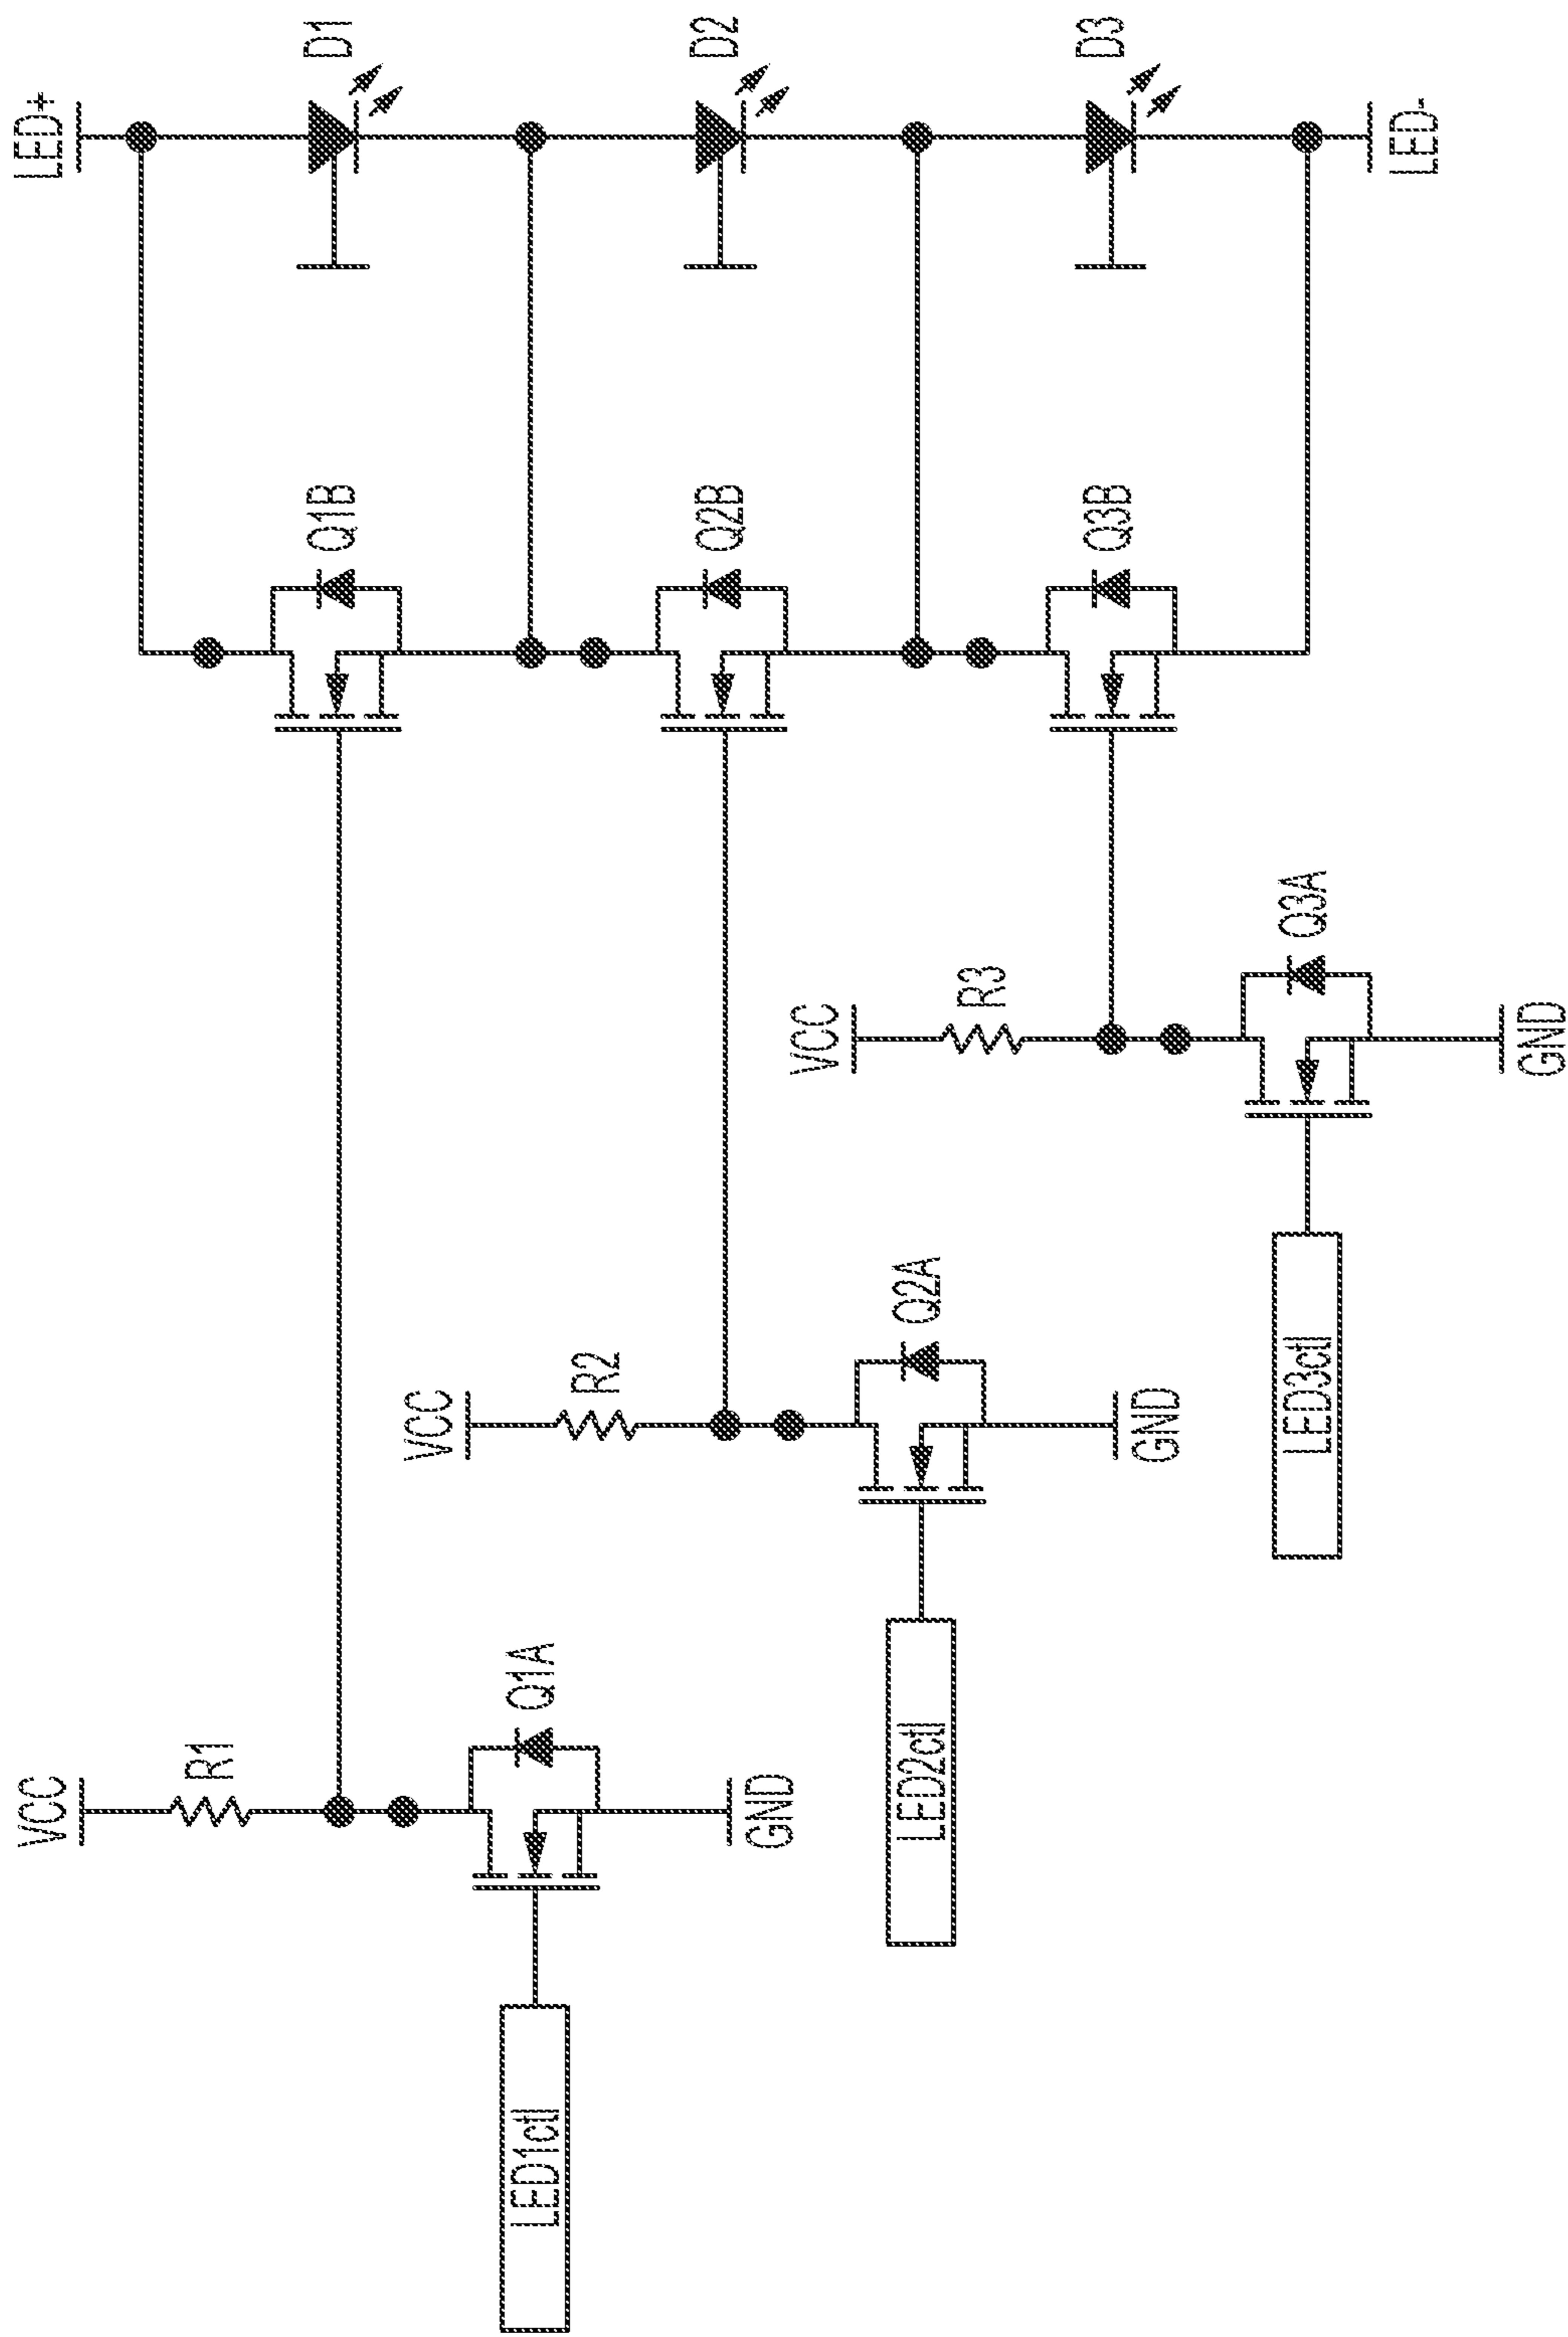 LED+
D1
D2
D3
LED-
Q1B
Q2B
Q3B
VCC
R3
Q3A
GND
LED3ctl
VCC
R2
Q2A
GND
LED2ctl
VCC
R1
Q1A
GND
LED1ctl